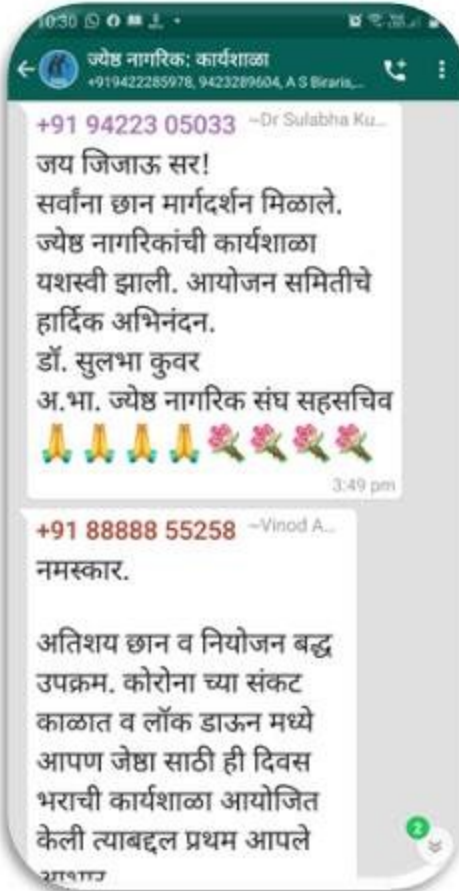 10:30
ज्येष्ठ नागरिक: कार्यशाळा
+919422285978, 9423289604, A S Biraris,...
+91 94223 05033 ~Dr Sulabha Ku...
जय जिजाऊ सर!
सर्वांना छान मार्गदर्शन मिळाले.
ज्येष्ठ नागरिकांची कार्यशाळा
यशस्वी झाली. आयोजन समितीचे
हार्दिक अभिनंदन.
डॉ. सुलभा कुवर
अ.भा. ज्येष्ठ नागरिक संघ सहसचिव
🙏🙏🙏🙏💐💐💐💐
3:49 pm
+91 88888 55258 ~Vinod A...
नमस्कार.
अतिशय छान व नियोजन बद्ध
उपक्रम. कोरोना च्या संकट
काळात व लॉक डाऊन मध्ये
आपण जेष्ठा साठी ही दिवस
भराची कार्यशाळा आयोजित
केली त्याबद्दल प्रथम आपले
2